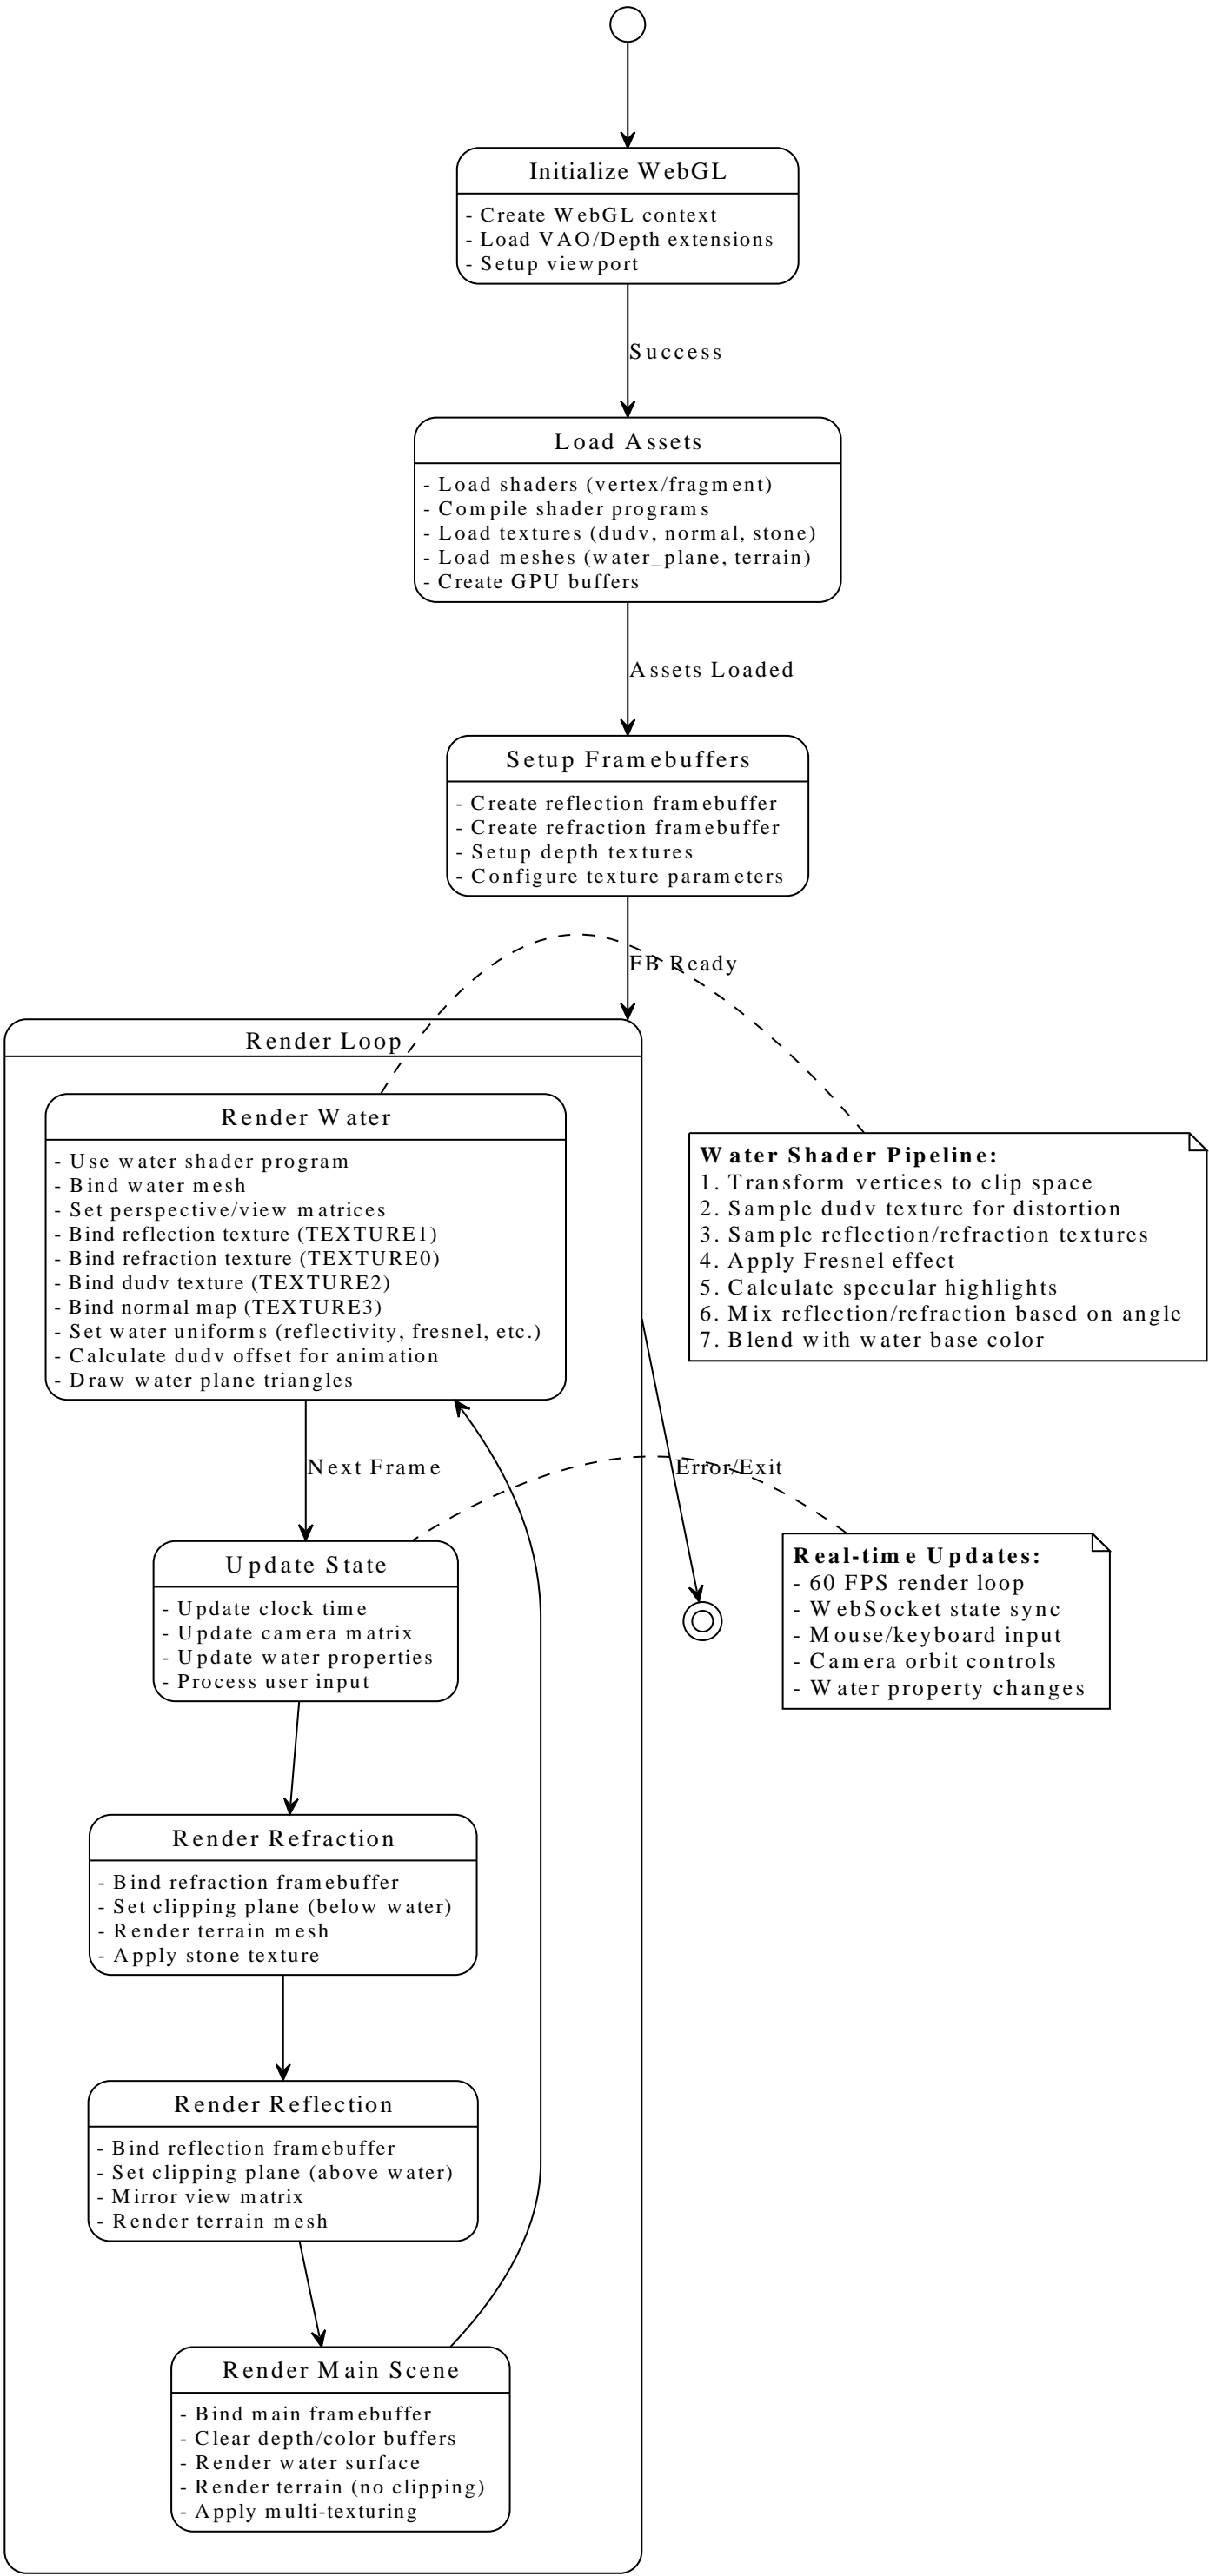 Initialize WebGL
- Create WebGL context
- Load VAO/Depth extensions
- Setup viewport
Success
Load Assets
- Load shaders (vertex/fragment)
- Compile shader programs
- Load textures (dudv, normal, stone)
- Load meshes (water_plane, terrain)
- Create GPU buffers
Assets Loaded
Setup Framebuffers
- Create reflection framebuffer
- Create refraction framebuffer
- Setup depth textures
- Configure texture parameters
FB Ready
Render Loop
Render Water
- Use water shader program
- Bind water mesh
- Set perspective/view matrices
- Bind reflection texture (TEXTURE1)
- Bind refraction texture (TEXTURE0)
- Bind dudv texture (TEXTURE2)
- Bind normal map (TEXTURE3)
- Set water uniforms (reflectivity, fresnel, etc.)
- Calculate dudv offset for animation
- Draw water plane triangles
Water Shader Pipeline:
1. Transform vertices to clip space
2. Sample dudv texture for distortion
3. Sample reflection/refraction textures
4. Apply Fresnel effect
5. Calculate specular highlights
6. Mix reflection/refraction based on angle
7. Blend with water base color
Next Frame
Error/Exit
Update State
- Update clock time
- Update camera matrix
- Update water properties
- Process user input
Real-time Updates:
- 60 FPS render loop
- WebSocket state sync
- Mouse/keyboard input
- Camera orbit controls
- Water property changes
Render Refraction
- Bind refraction framebuffer
- Set clipping plane (below water)
- Render terrain mesh
- Apply stone texture
Render Reflection
- Bind reflection framebuffer
- Set clipping plane (above water)
- Mirror view matrix
- Render terrain mesh
Render Main Scene
- Bind main framebuffer
- Clear depth/color buffers
- Render water surface
- Render terrain (no clipping)
- Apply multi-texturing